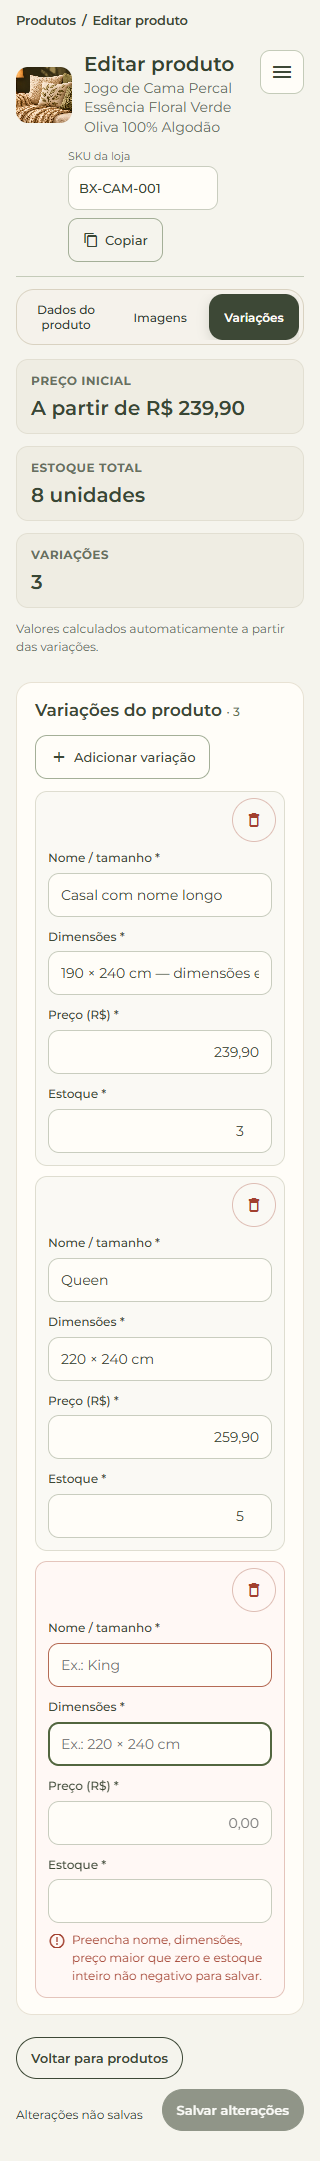 Produtos / Editar produto
Editar produto
Jogo de Cama Percal
Essência Floral Verde
Oliva 100% Algodão
SKU da loja
BX-CAM-001
Copiar
Dados do
produto
Imagens
Variações
PREÇO INICIAL
A partir de R$ 239,90
ESTOQUE TOTAL
8 unidades
VARIAÇÕES
3
Valores calculados automaticamente a partir
das variações.
Variações do produto · 3
+ Adicionar variação
Nome / tamanho *
Casal com nome longo
Dimensões *
190 × 240 cm — dimensões e
Preço (R$) *
239,90
Estoque *
3
Nome / tamanho *
Queen
Dimensões *
220 × 240 cm
Preço (R$) *
259,90
Estoque *
5
Nome / tamanho *
Ex.: King
Dimensões *
Ex.: 220 × 240 cm
Preço (R$) *
0,00
Estoque *
Preencha nome, dimensões,
preço maior que zero e estoque
inteiro não negativo para salvar.
Voltar para produtos
Alterações não salvas
Salvar alterações